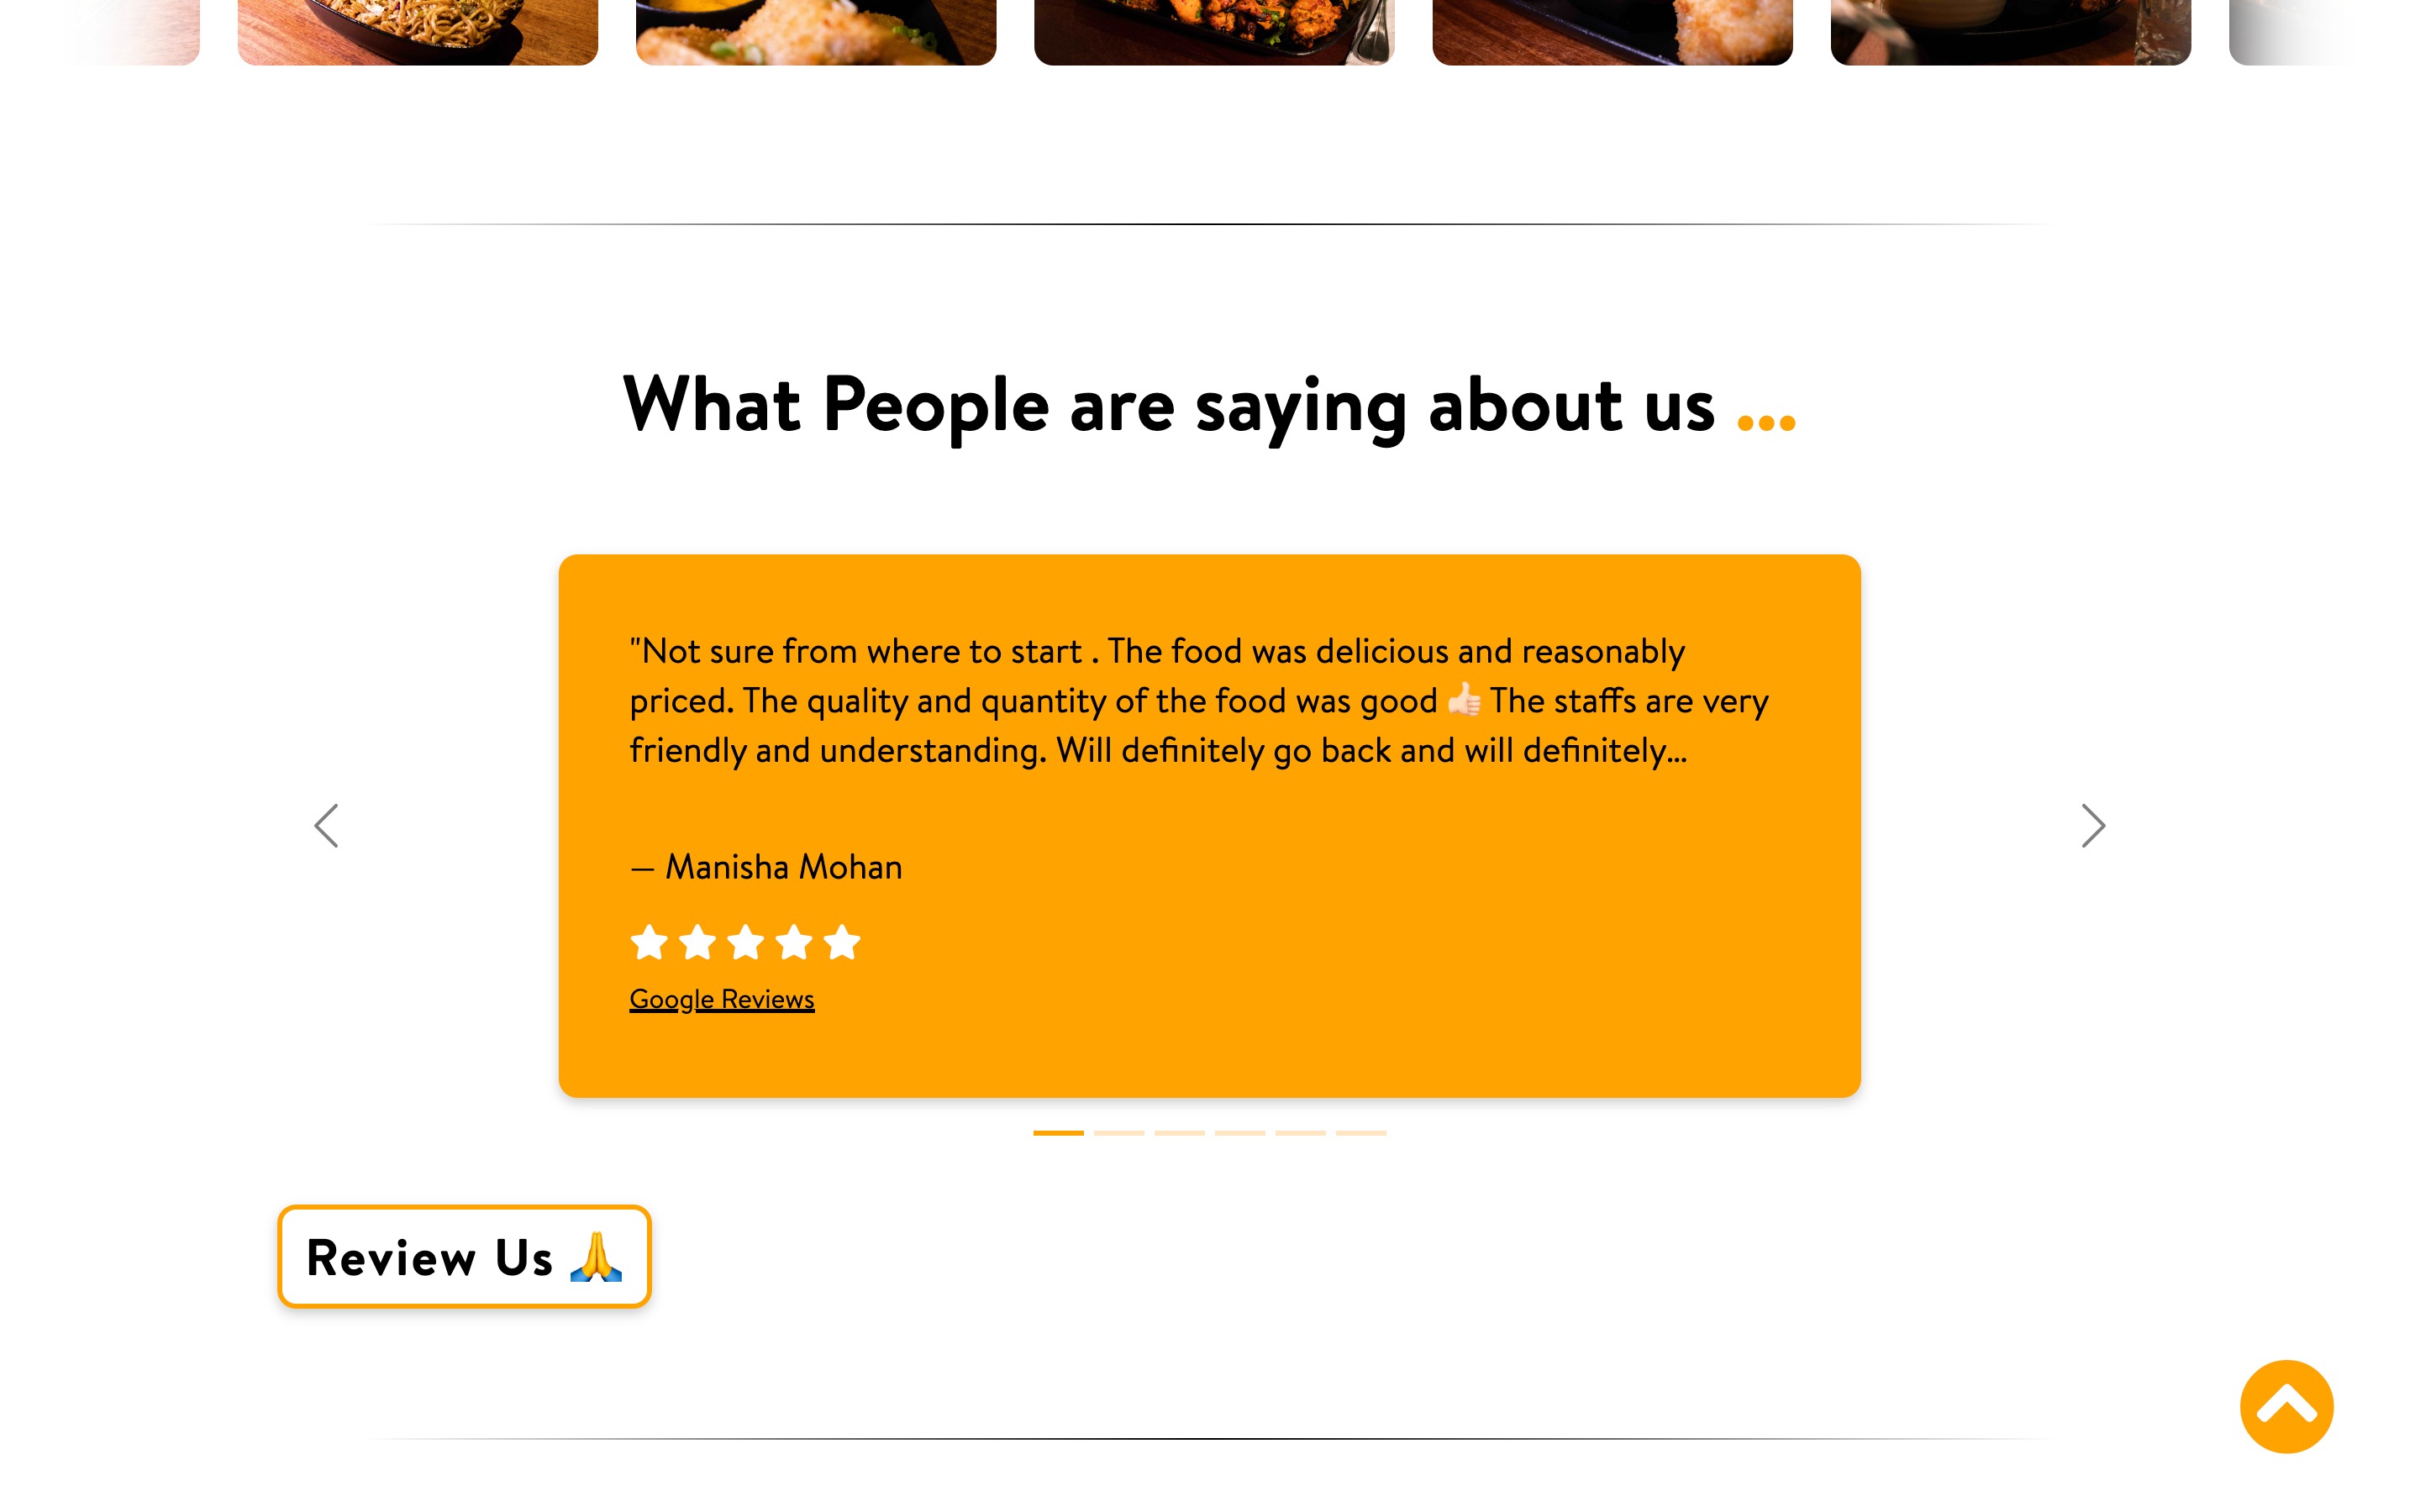 What People are saying about us ...
"Not sure from where to start . The food was delicious and reasonably
priced. The quality and quantity of the food was good 👍🏻 The staffs are very
friendly and understanding. Will definitely go back and will definitely...
— Manisha Mohan
Google Reviews
Review Us 🙏